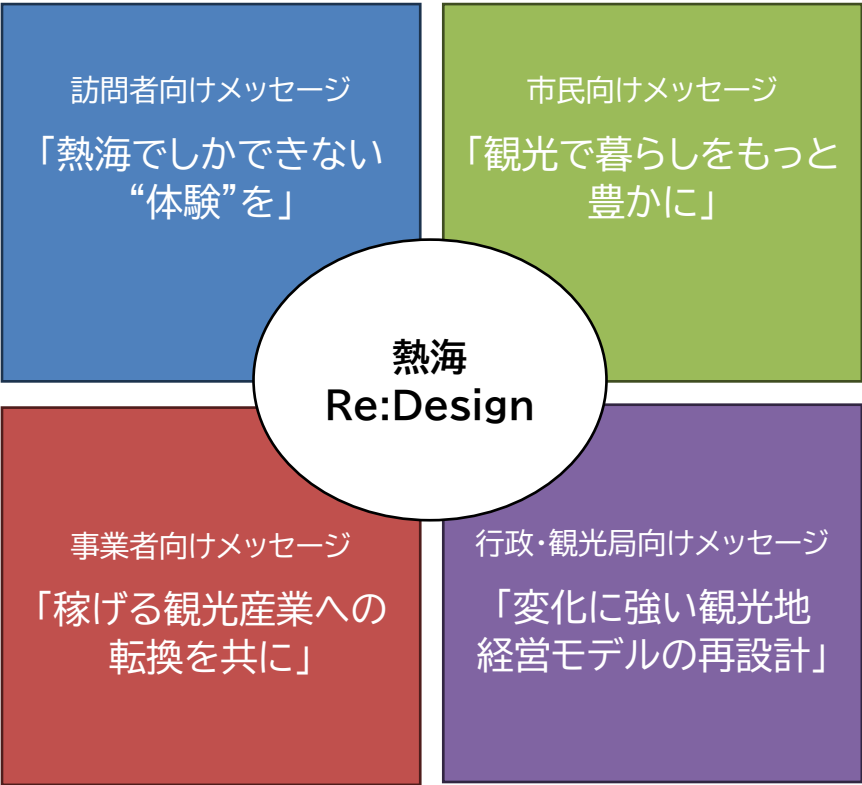 訪問者向けメッセージ
「熱海でしかできない
“体験”を」
市民向けメッセージ
「観光で暮らしをもっと
豊かに」
熱海
Re:Design
事業者向けメッセージ
「稼げる観光産業への
転換を共に」
行政・観光局向けメッセージ
「変化に強い観光地
経営モデルの再設計」